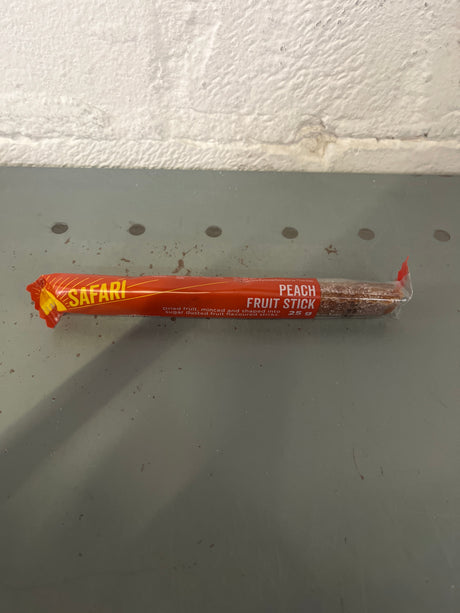 SAFARI
PEACH
FRUIT STICK
Dried fruit, minced and shaped into
sugar dusted fruit flavoured sticks.
25 g